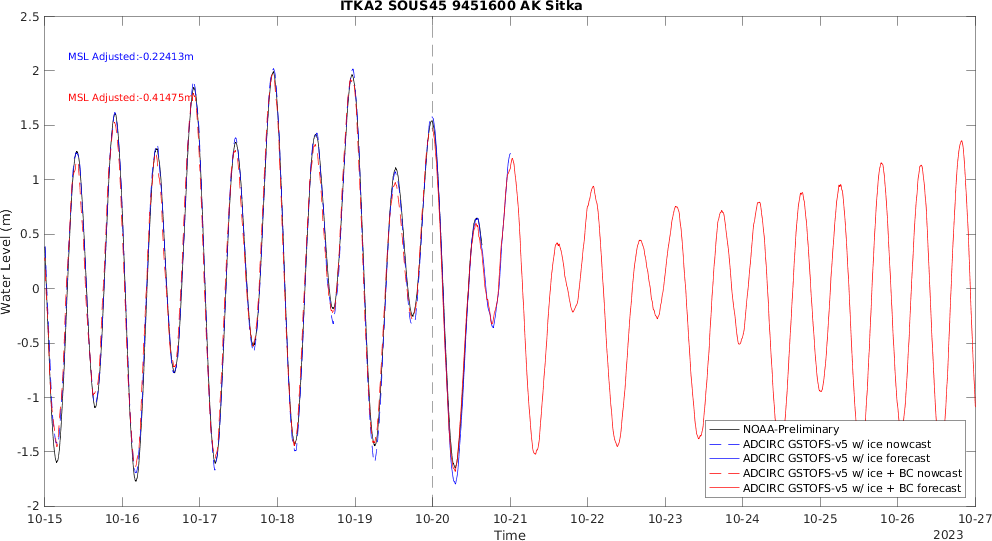 ITKA2 SOUS45 9451600 AK Sitka
MSL Adjusted:-0.22413m
MSL Adjusted:-0.41475m
2.5
2
1.5
1
0.5
0
-0.5
-1
-1.5
-2
Water Level (m)
NOAA-Preliminary
ADCIRC GSTOFS-v5 w/ ice nowcast
ADCIRC GSTOFS-v5 w/ ice forecast
ADCIRC GSTOFS-v5 w/ ice + BC nowcast
ADCIRC GSTOFS-v5 w/ ice + BC forecast
10-15 10-16 10-17 10-18 10-19 10-20 10-21 10-22 10-23 10-24 10-25 10-26 10-27
Time
2023